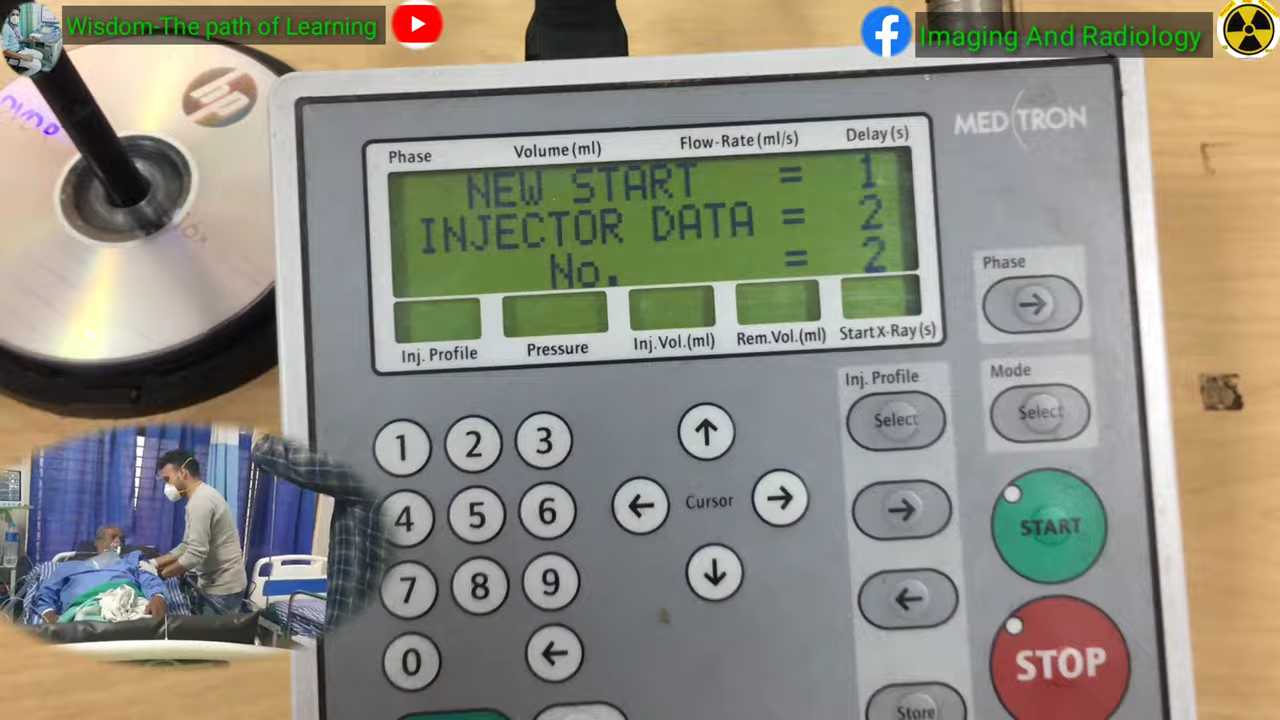 Wisdom-The path of Learning
Imaging And Radiology
MEDTRON
Phase Volume (ml) Flow-Rate (ml/s) Delay (s)
NEW START = 1
INJECTOR DATA = 2
No. = 2
Inj. Profile Pressure Inj.Vol.(ml) Rem.Vol.(ml) Start X-Ray (s)
Phase
Inj. Profile
Mode
Select
Select
1 2 3
4 5 6
7 8 9
0
Cursor
START
STOP
Store